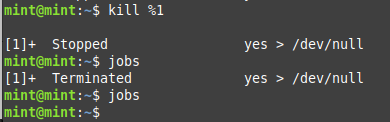 mint@mint:~$ kill %1
[1]+  Stopped                 yes > /dev/null
mint@mint:~$ jobs
[1]+  Terminated              yes > /dev/null
mint@mint:~$ jobs
mint@mint:~$